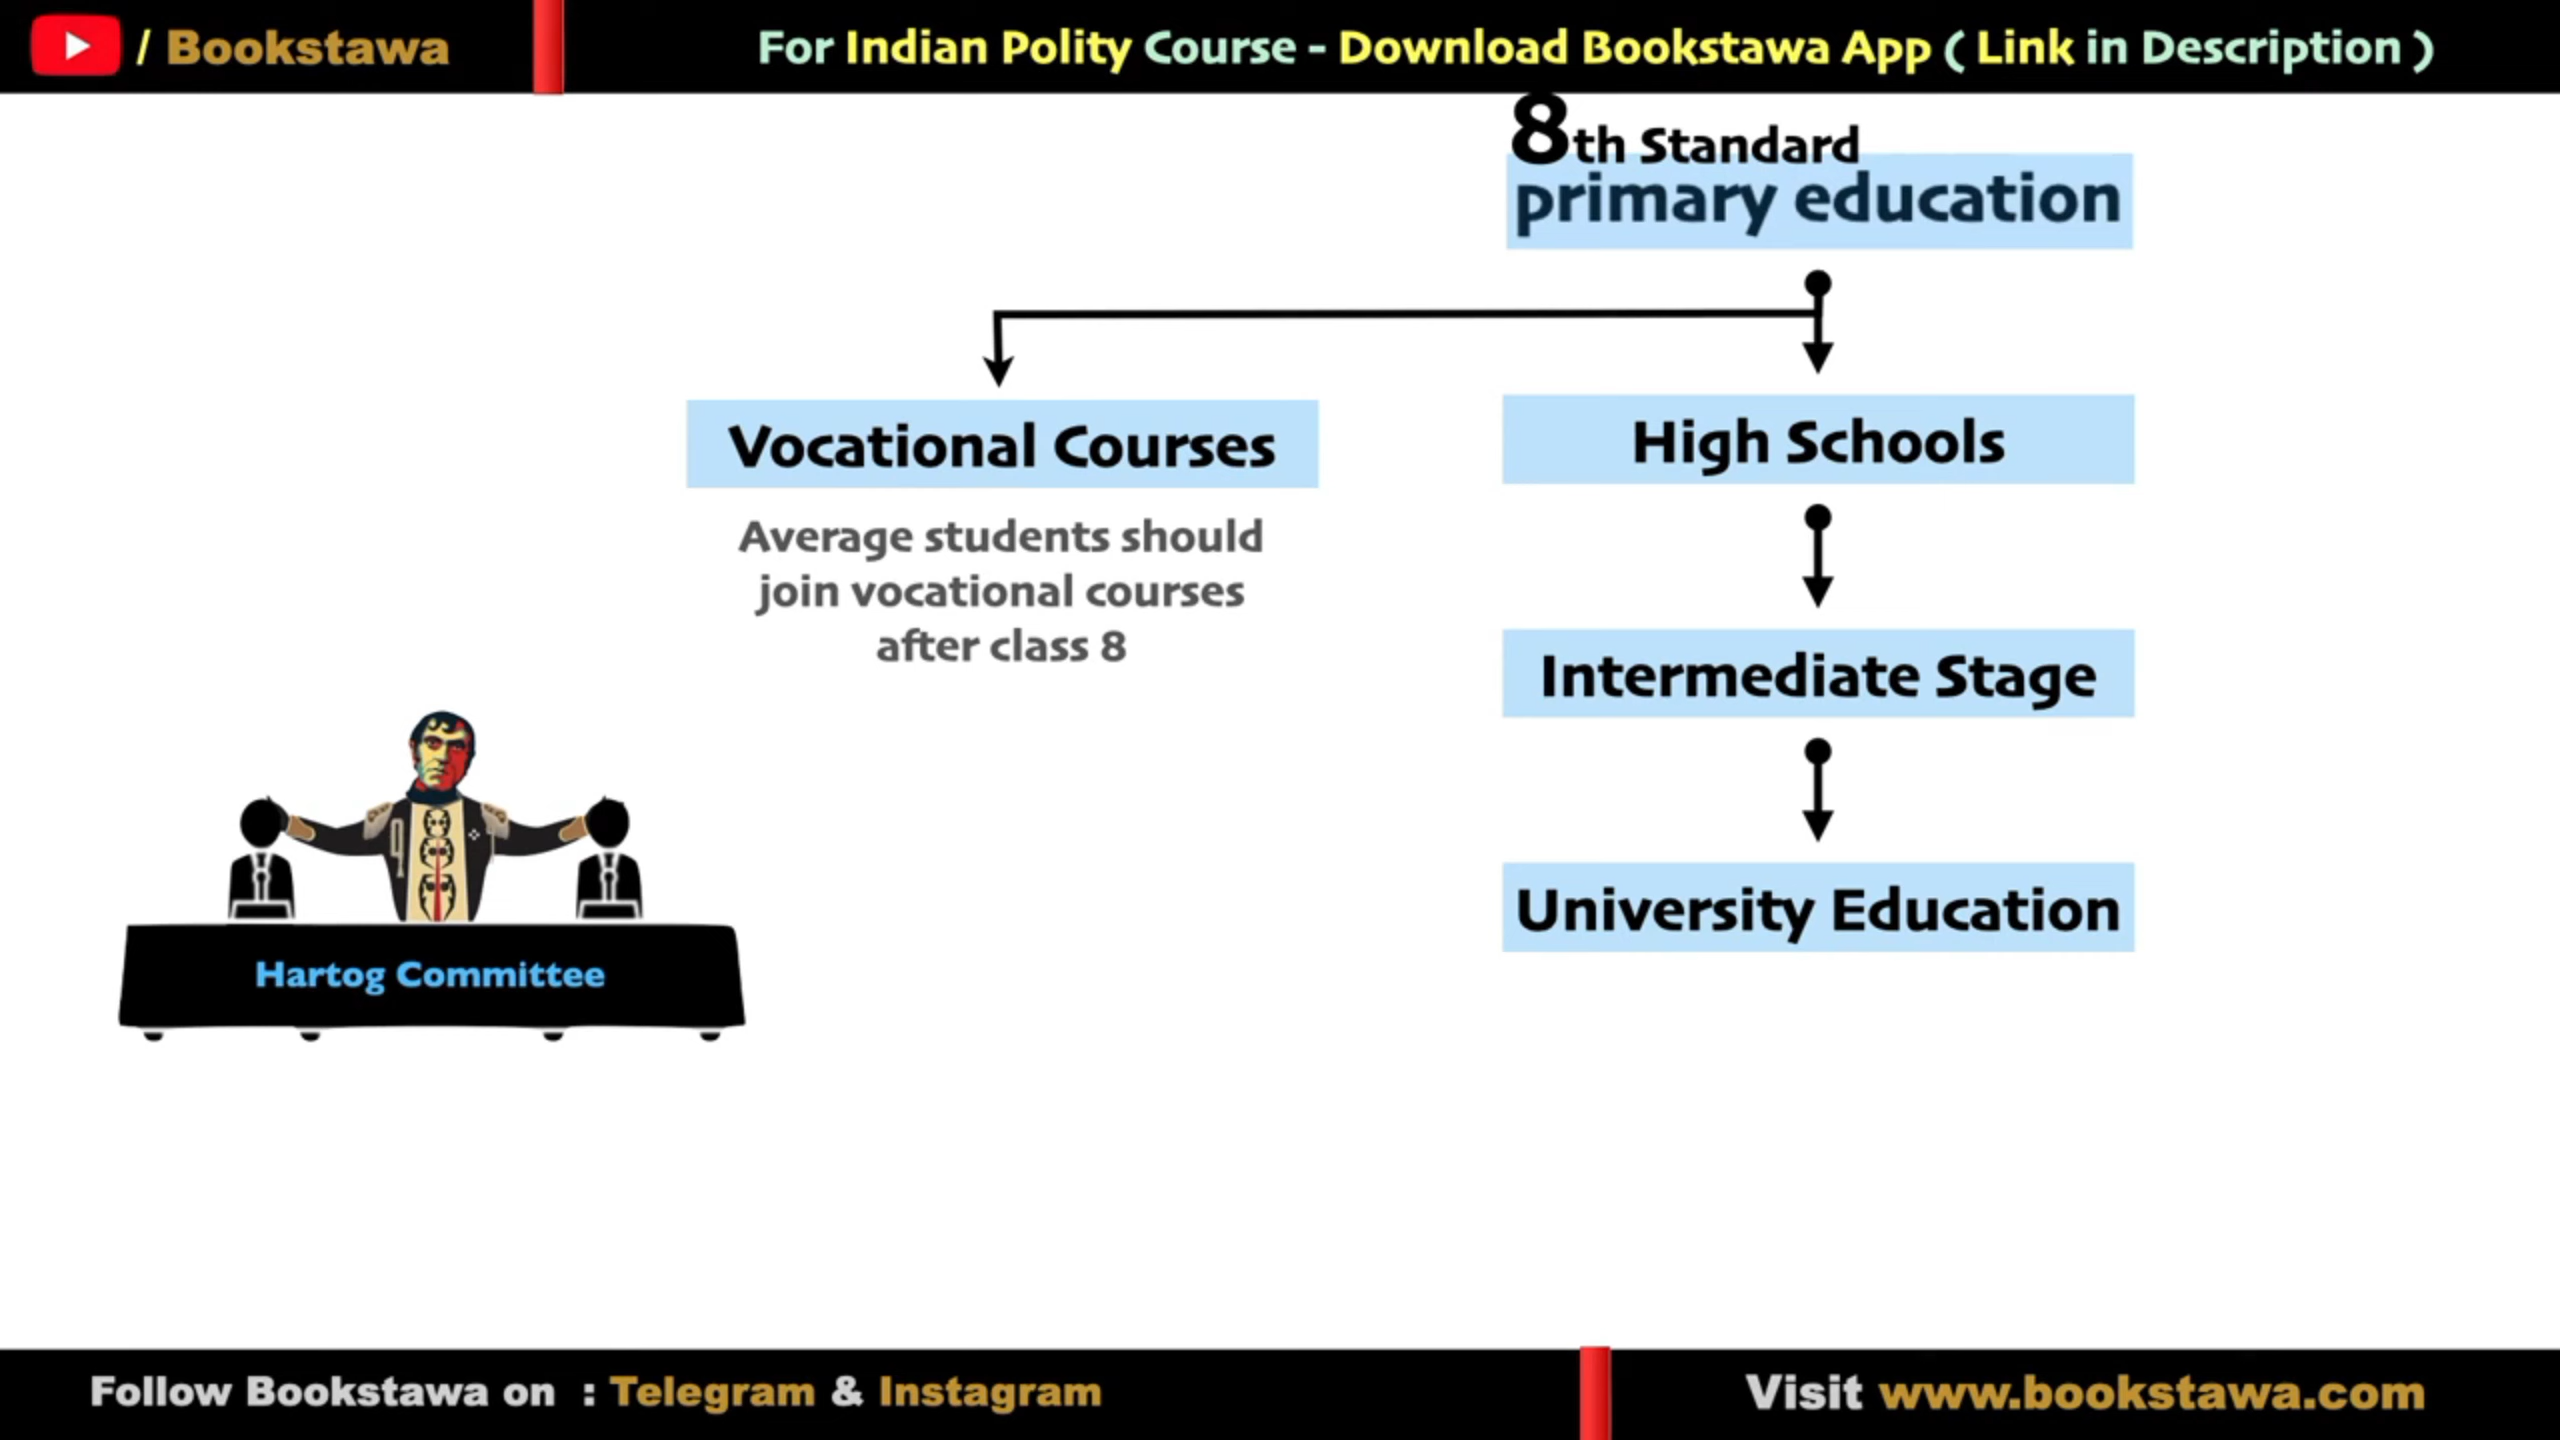 / Bookstawa
For Indian Polity Course - Download Bookstawa App ( Link in Description )
8th Standard
primary education
Vocational Courses
High Schools
Average students should
join vocational courses
after class 8
Intermediate Stage
University Education
Hartog Committee
Follow Bookstawa on : Telegram & Instagram
Visit www.bookstawa.com